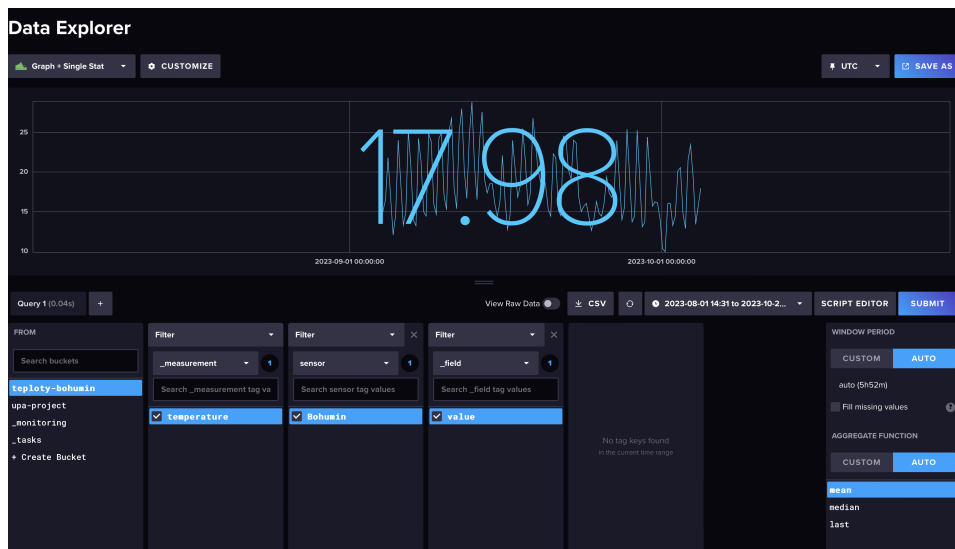 Data Explorer
Graph + Single Stat
CUSTOMIZE
UTC
SAVE AS
25
20
15
10
17.98
2023-09-01 00:00:00
2023-10-01 00:00:00
Query 1 (0.04s)
+
View Raw Data
CSV
2023-08-01 14:31 to 2023-10-2...
SCRIPT EDITOR
SUBMIT
FROM
Search buckets
teploty-bohumin
upa-project
_monitoring
_tasks
+ Create Bucket
Filter
_measurement
1
Search _measurement tag va
temperature
Filter
sensor
1
Search sensor tag values
Bohumin
Filter
_field
1
Search _field tag values
value
No tag keys found
in the current time range
WINDOW PERIOD
CUSTOM
AUTO
auto (5h52m)
Fill missing values
?
AGGREGATE FUNCTION
CUSTOM
AUTO
mean
median
last